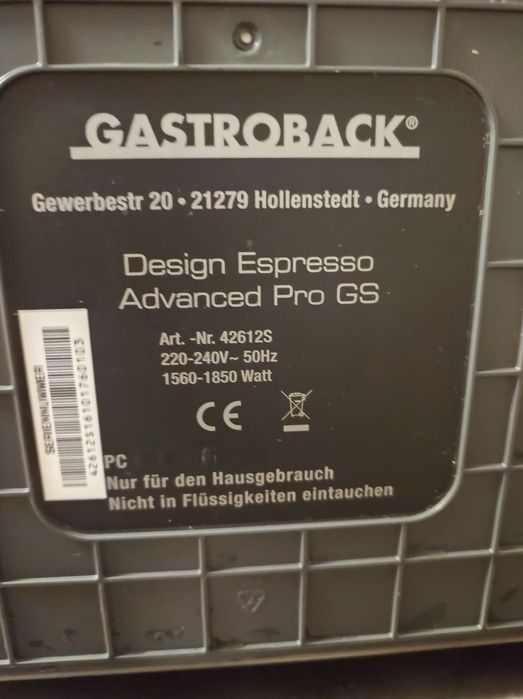 GASTROBACK®
Gewerbestr 20 • 21279 Hollenstedt • Germany
Design Espresso
Advanced Pro GS
Art. -Nr. 42612S
220-240V~ 50Hz
1560-1850 Watt
CE
SERIENNUMMER
42612S16101760103
PC
Nur für den Hausgebrauch
Nicht in Flüssigkeiten eintauchen